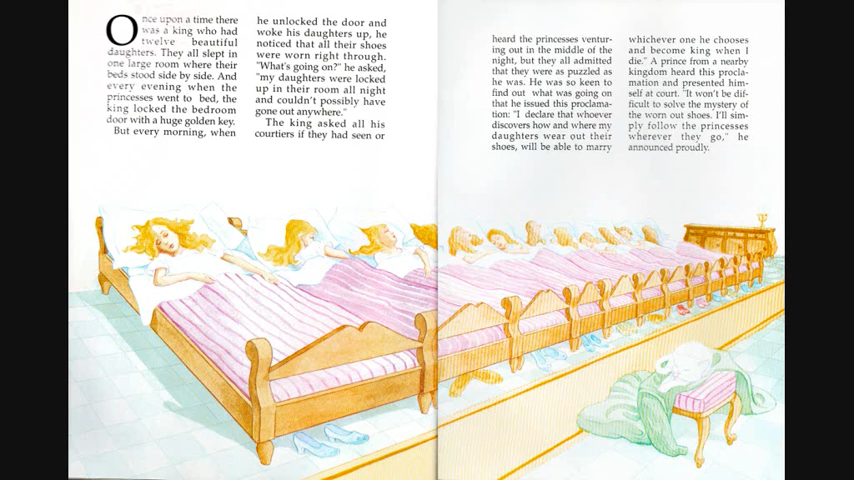 Once upon a time there
was a king who had
twelve beautiful
daughters. They all slept in
one large room where their
beds stood side by side. And
every evening when the
princesses went to bed, the
king locked the bedroom
door with a huge golden key.
But every morning, when
he unlocked the door and
woke his daughters up, he
noticed that all their shoes
were worn right through.
"What's going on?" he asked,
"my daughters were locked
up in their room all night
and couldn't possibly have
gone out anywhere."
The king asked all his
courtiers if they had seen or
heard the princesses ventur-
ing out in the middle of the
night, but they all admitted
that they were as puzzled as
he was. He was so keen to
find out what was going on
that he issued this proclama-
tion: "I declare that whoever
discovers how and where my
daughters wear out their
shoes, will be able to marry
whichever one he chooses
and become king when I
die." A prince from a nearby
kingdom heard this procla-
mation and presented him-
self at court. "It won't be dif-
ficult to solve the mystery of
the worn out shoes. I'll sim-
ply follow the princesses
wherever they go," he
announced proudly.